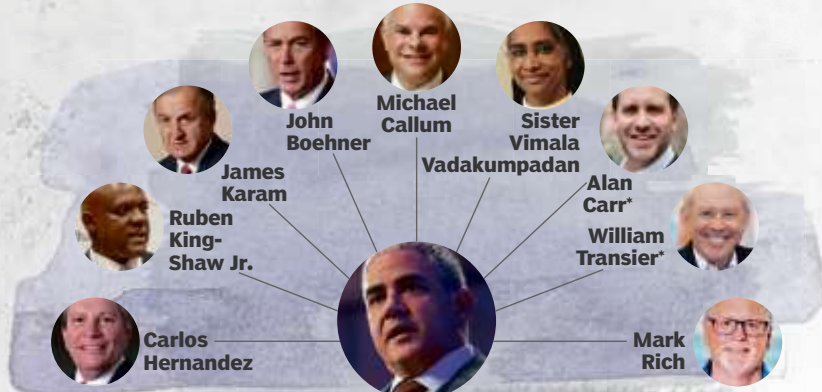 Michael
Callum
John
Boehner
Sister
Vimala
Vadakumpadan
James
Karam
Alan
Carr*
Ruben
King-
Shaw Jr.
William
Transier*
Carlos
Hernandez
Mark
Rich